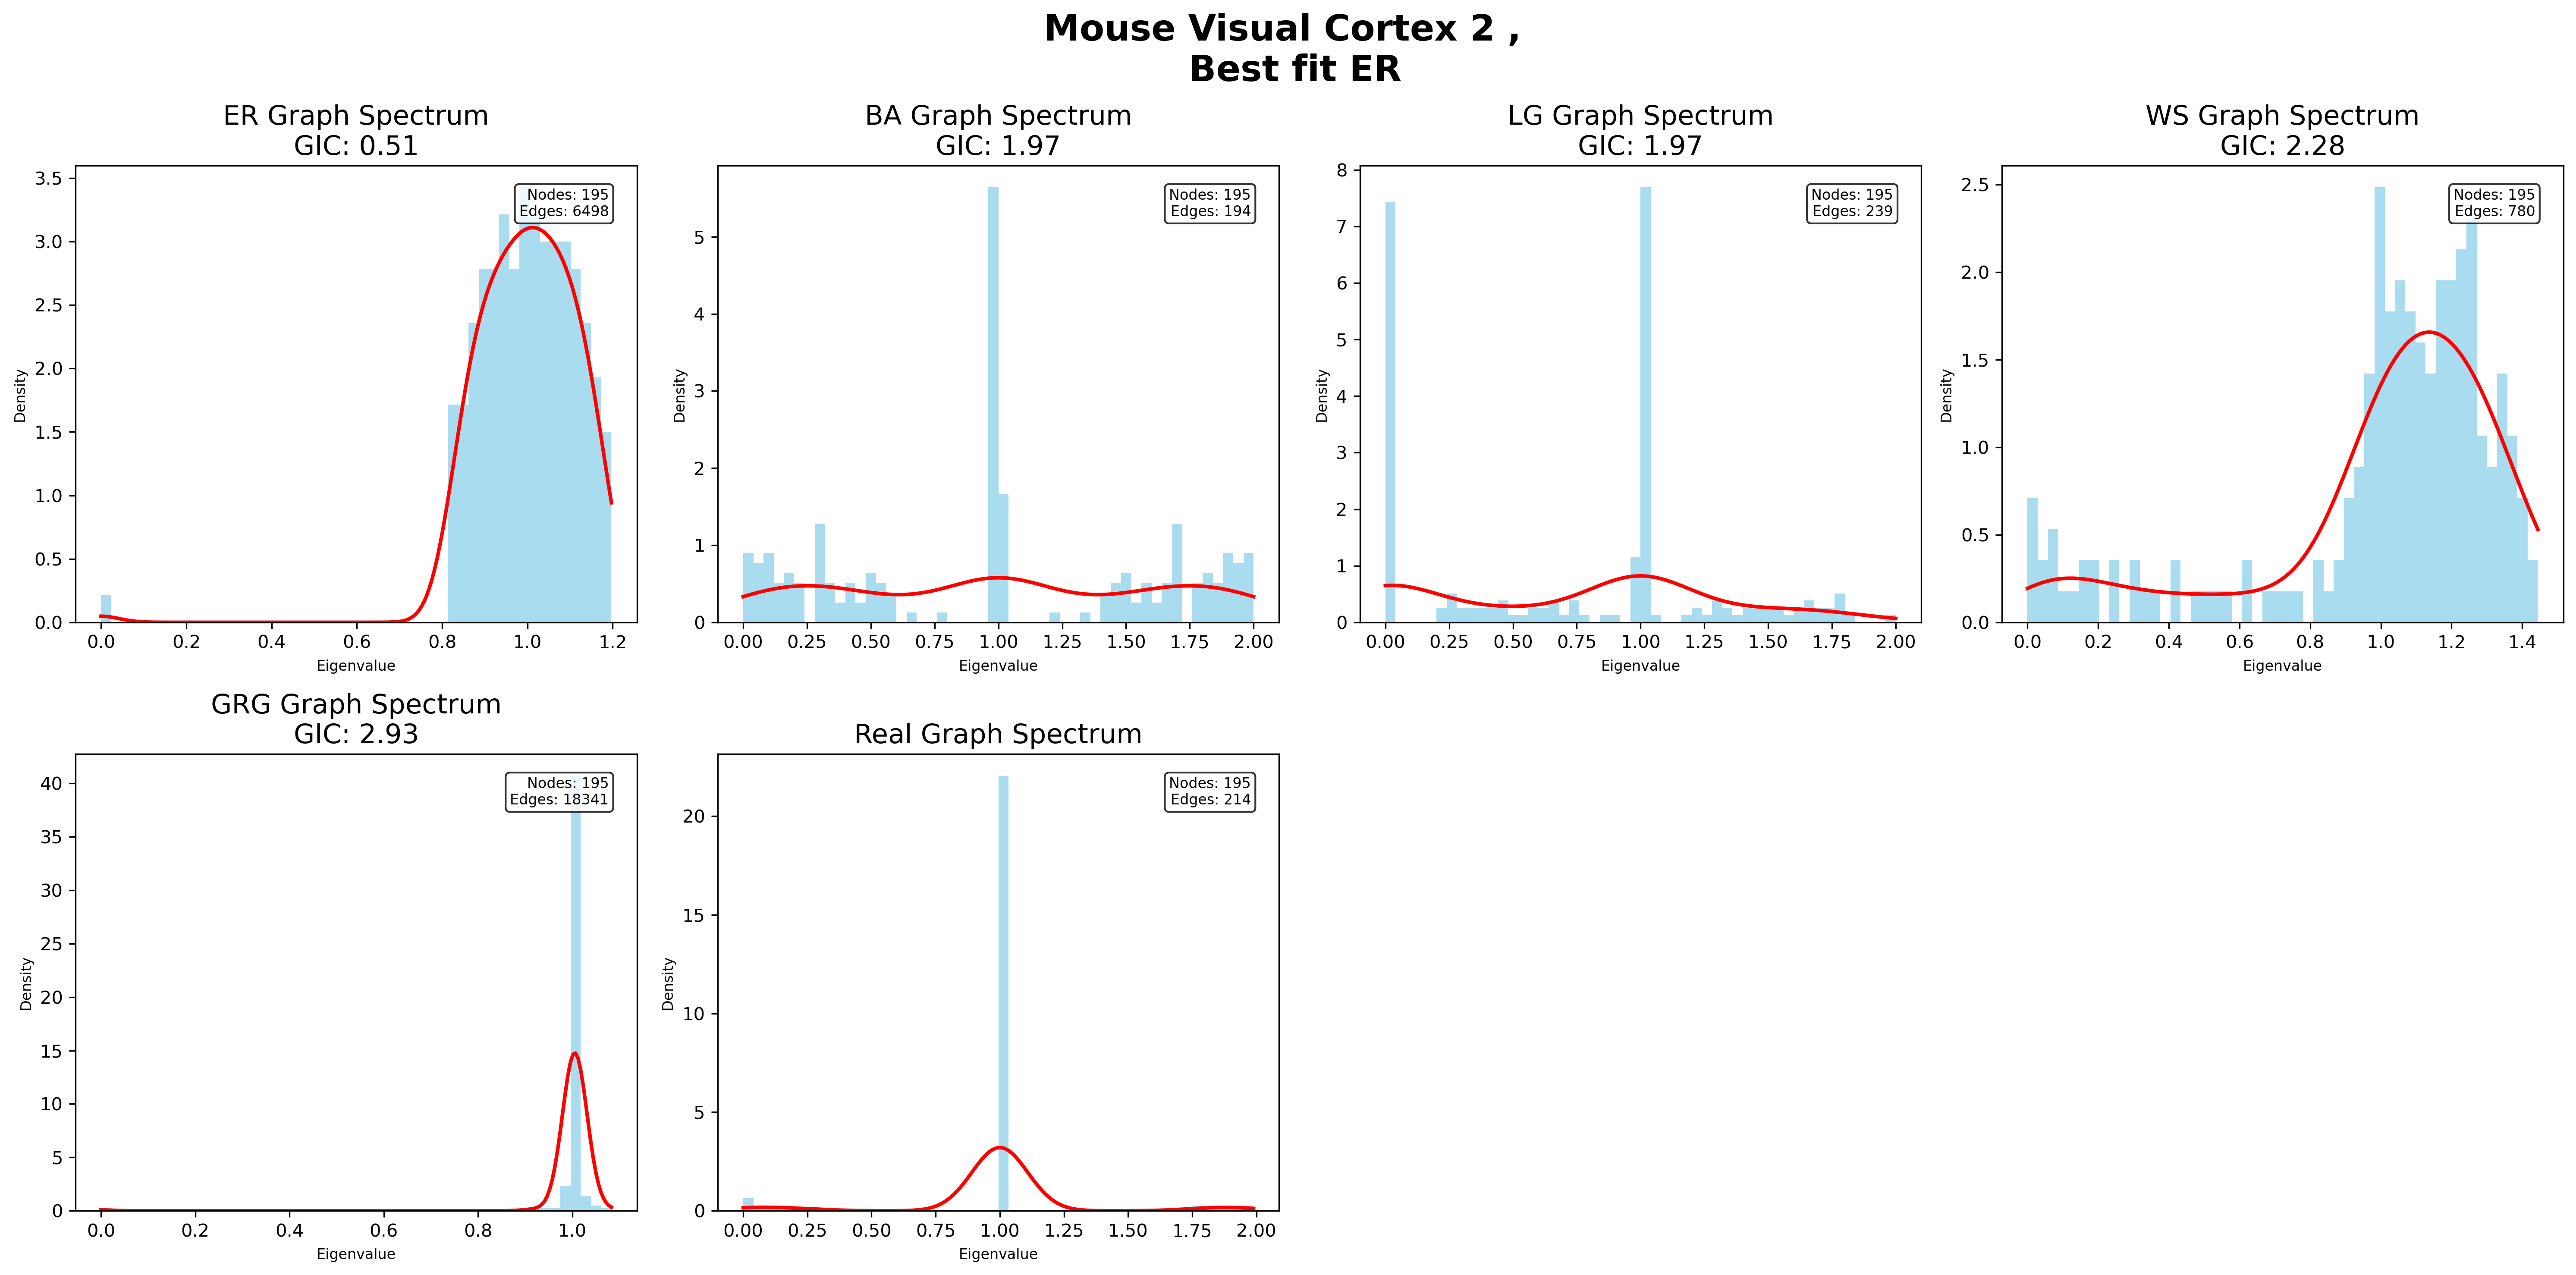 Mouse Visual Cortex 2 ,
Best fit ER
ER Graph Spectrum
GIC: 0.51
Nodes: 195
Edges: 6498
3.5
3.0
2.5
2.0
1.5
1.0
0.5
0.0
Density
0.0 0.2 0.4 0.6 0.8 1.0 1.2
Eigenvalue
BA Graph Spectrum
GIC: 1.97
Nodes: 195
Edges: 194
5
4
3
2
1
0
Density
0.00 0.25 0.50 0.75 1.00 1.25 1.50 1.75 2.00
Eigenvalue
LG Graph Spectrum
GIC: 1.97
Nodes: 195
Edges: 239
8
7
6
5
4
3
2
1
0
Density
0.00 0.25 0.50 0.75 1.00 1.25 1.50 1.75 2.00
Eigenvalue
WS Graph Spectrum
GIC: 2.28
Nodes: 195
Edges: 780
2.5
2.0
1.5
1.0
0.5
0.0
Density
0.0 0.2 0.4 0.6 0.8 1.0 1.2 1.4
Eigenvalue
GRG Graph Spectrum
GIC: 2.93
Nodes: 195
Edges: 18341
40
35
30
25
20
15
10
5
0
Density
0.0 0.2 0.4 0.6 0.8 1.0
Eigenvalue
Real Graph Spectrum
Nodes: 195
Edges: 214
20
15
10
5
0
Density
0.00 0.25 0.50 0.75 1.00 1.25 1.50 1.75 2.00
Eigenvalue